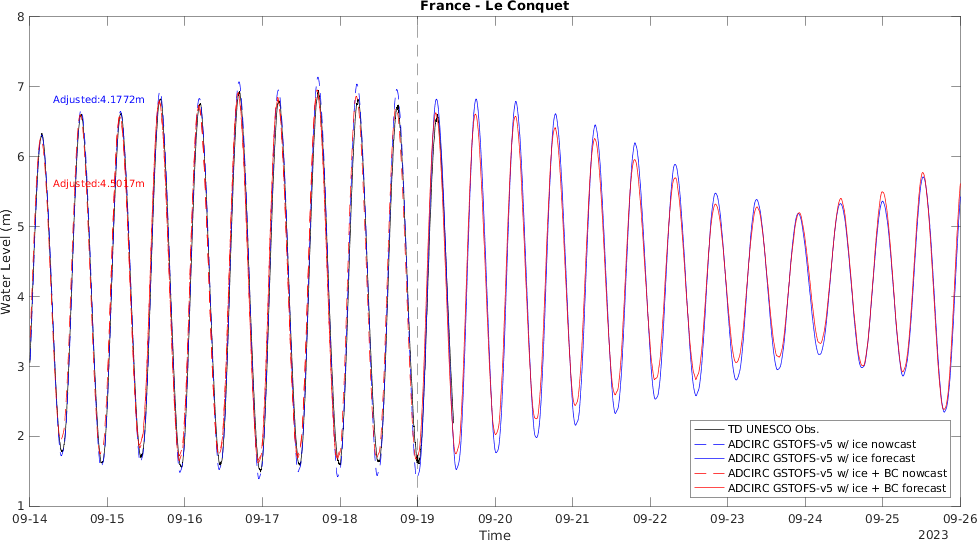 France - Le Conquet
8
7
6
5
4
3
2
1
Water Level (m)
Adjusted:4.1772m
Adjusted:4.5017m
TD UNESCO Obs.
ADCIRC GSTOFS-v5 w/ ice nowcast
ADCIRC GSTOFS-v5 w/ ice forecast
ADCIRC GSTOFS-v5 w/ ice + BC nowcast
ADCIRC GSTOFS-v5 w/ ice + BC forecast
09-14 09-15 09-16 09-17 09-18 09-19 09-20 09-21 09-22 09-23 09-24 09-25 09-26
Time
2023